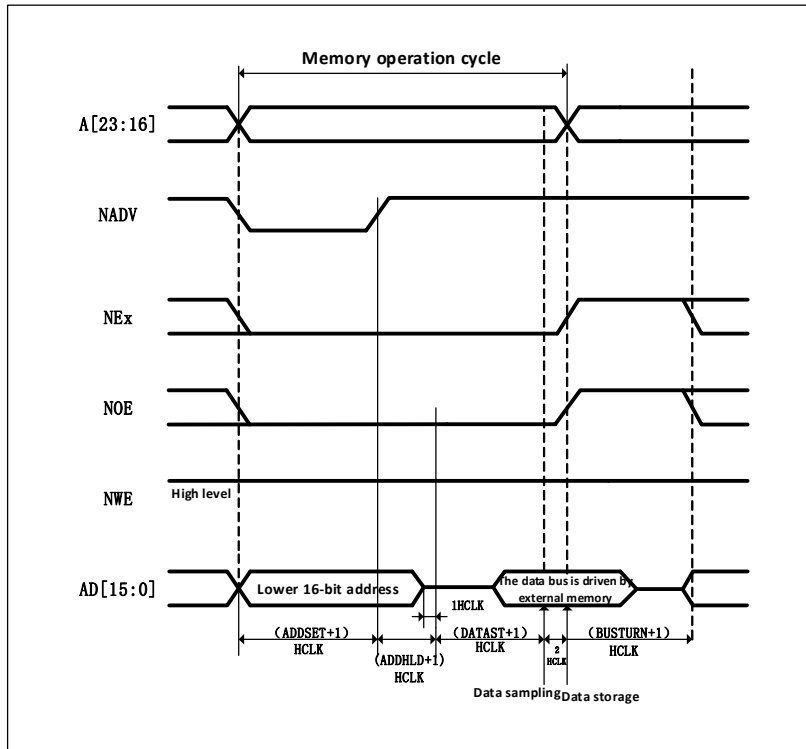 Memory operation cycle
A[23:16]
NADV
NEx
NOE
NWE
High level
AD[15:0]
Lower 16-bit address
The data bus is driven by
external memory
1HCLK
(ADDSET+1)
HCLK
(ADDHLD+1)
HCLK
(DATAST+1)
HCLK
2
HCLK
(BUSTURN+1)
HCLK
Data sampling
Data storage